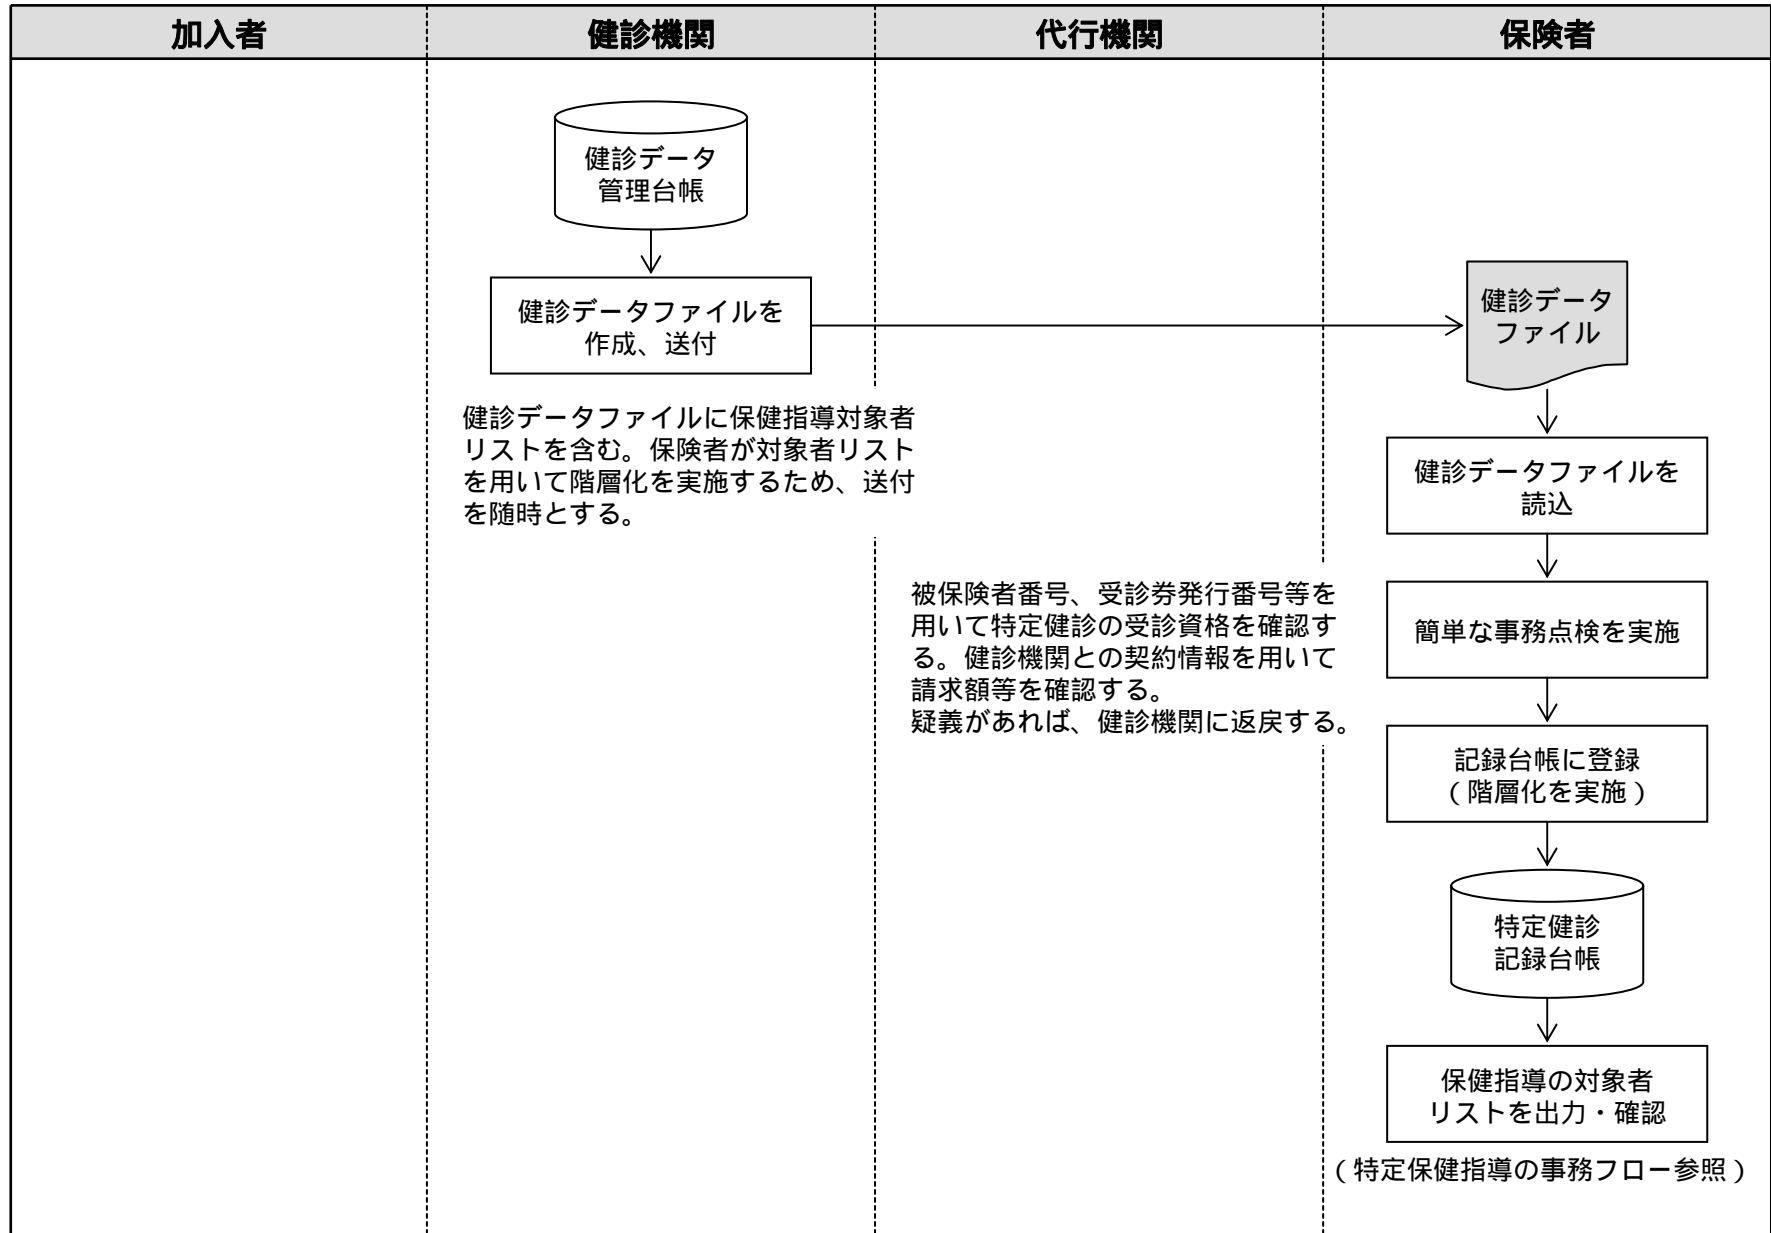 加入者
健診機関
代行機関
保険者
健診データ
管理台帳
健診データファイルを
作成、送付
健診データ
ファイル
健診データファイルに保健指導対象者
リストを含む。保険者が対象者リスト
を用いて階層化を実施するため、送付
を随時とする。
健診データファイルを
読込
被保険者番号、受診券発行番号等を
用いて特定健診の受診資格を確認す
る。健診機関との契約情報を用いて
請求額等を確認する。
疑義があれば、健診機関に返戻する。
簡単な事務点検を実施
記録台帳に登録
(階層化を実施)
特定健診
記録台帳
保健指導の対象者
リストを出力・確認
(特定保健指導の事務フロー参照)